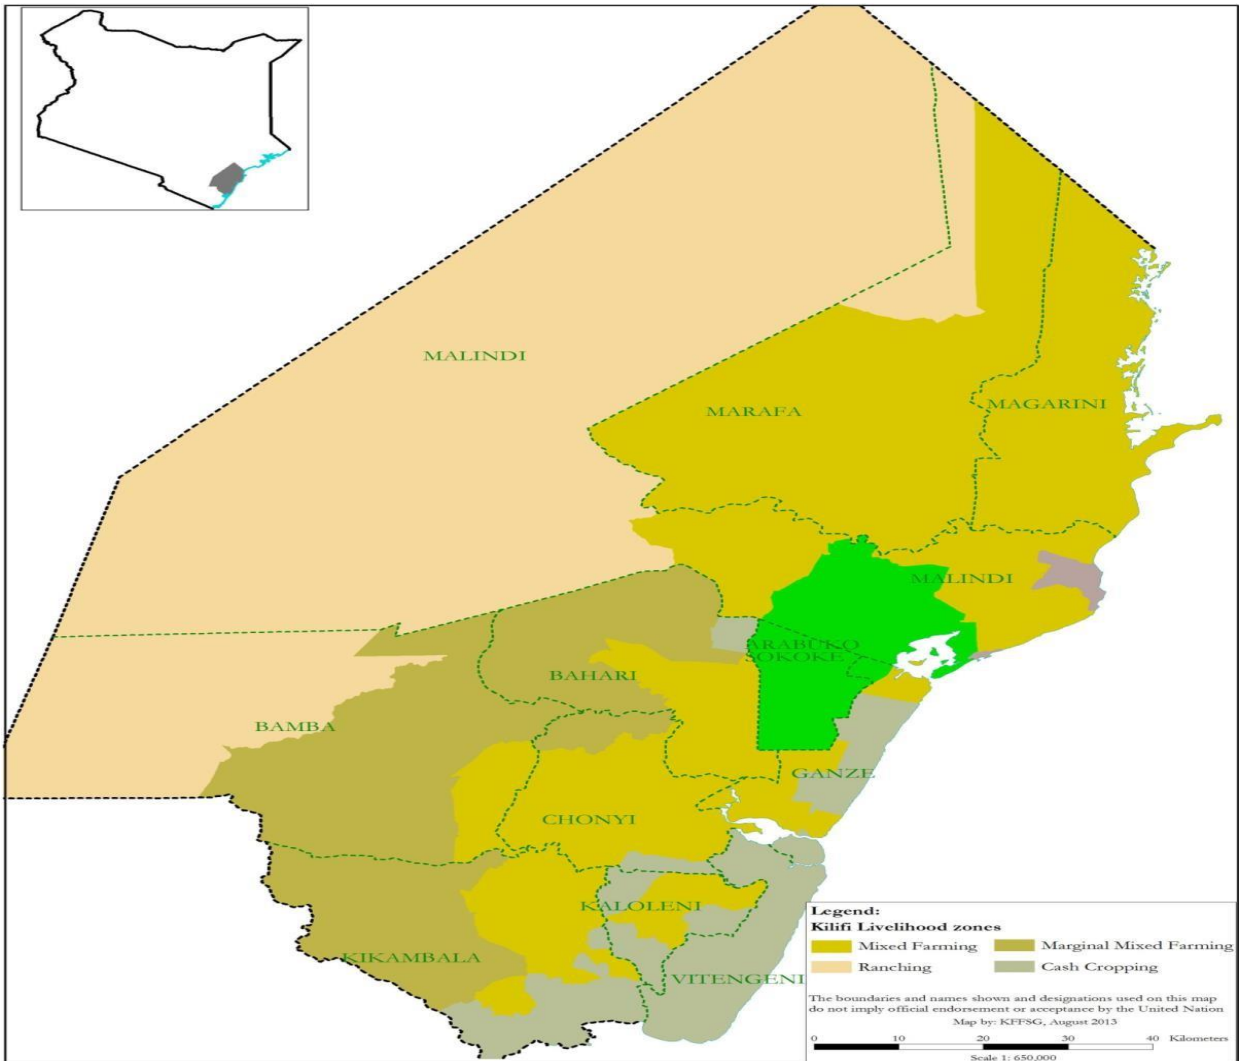 MALINDI
MARAFA
MAGARINI
MALINDI
ARABUKO
SOKOKE
BAHARI
BAMBA
GANZE
CHONYI
KALOLENI
KIKAMBALA
VITENGENI
Legend:
Kilifi Livelihood zones
Mixed Farming Marginal Mixed Farming
Ranching Cash Cropping
The boundaries and names shown and designations used on this map
do not imply official endorsement or acceptance by the United Nation
Map by: KFFSG, August 2013
0 10 20 30 40 Kilometers
Scale 1: 650,000